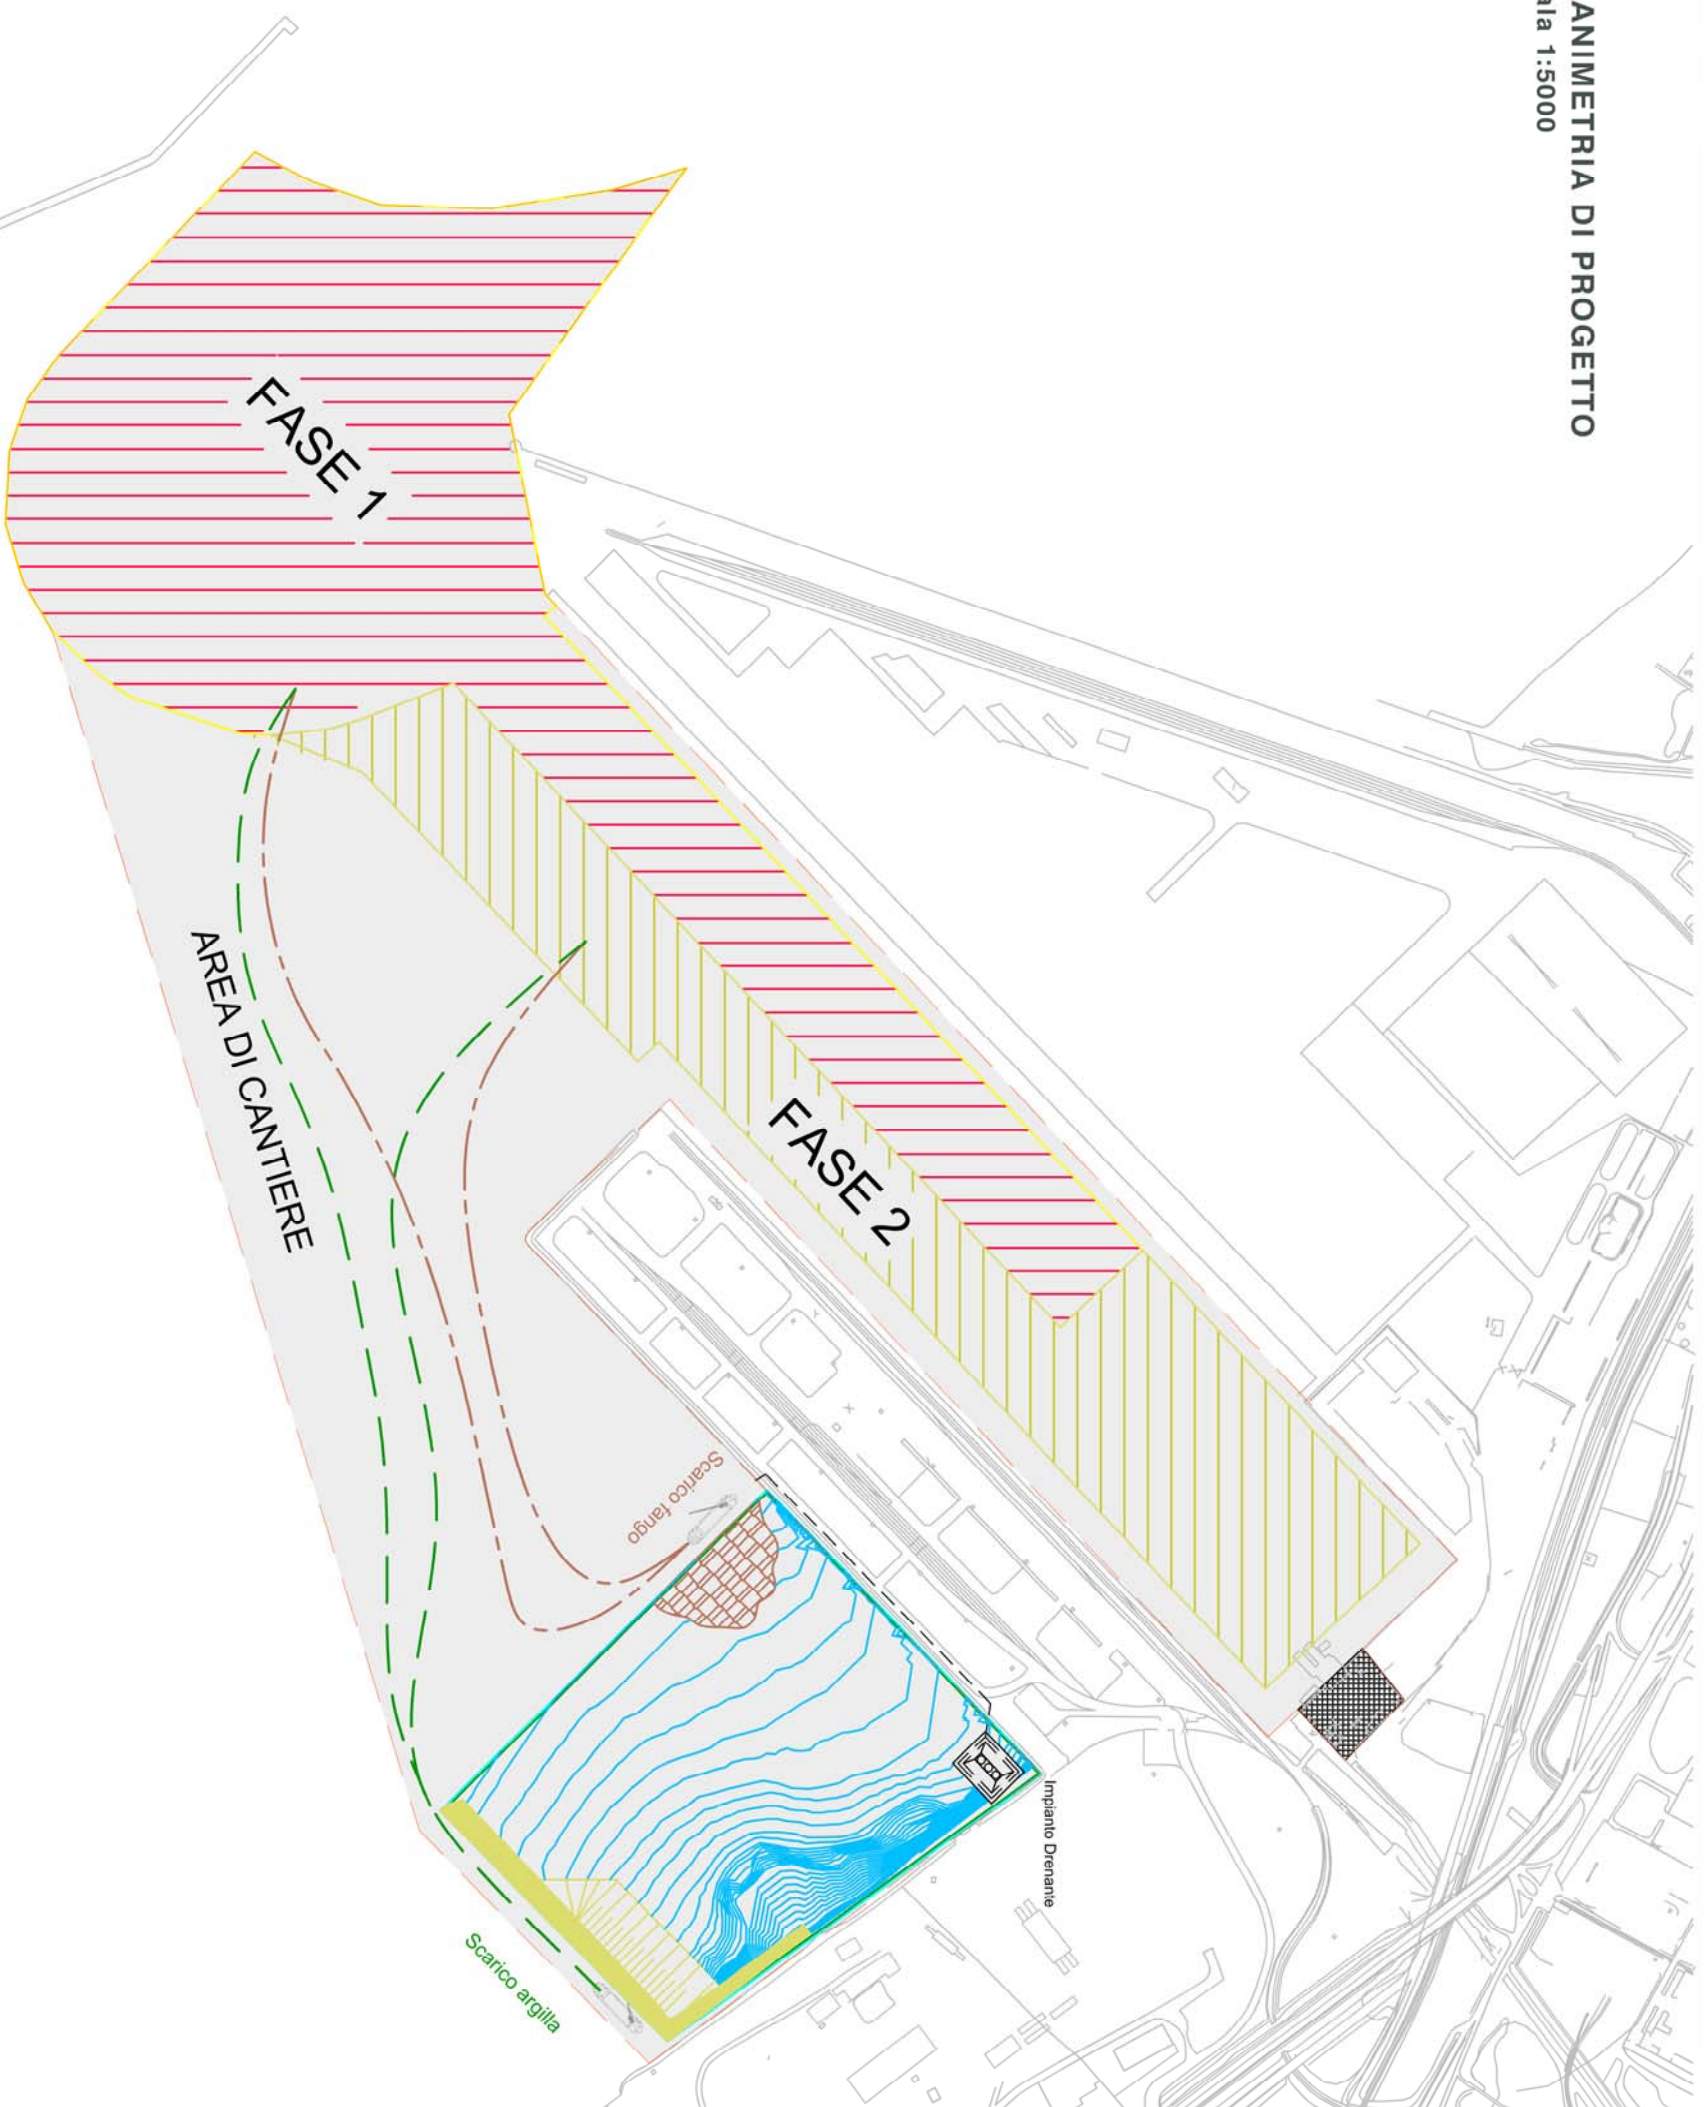 ANIMETRIA DI PROGETTO
ala 1:5000
FASE 1
AREA DI CANTIERE
FASE 2
Scarico fango
Impianto Drenante
Scarico argilla